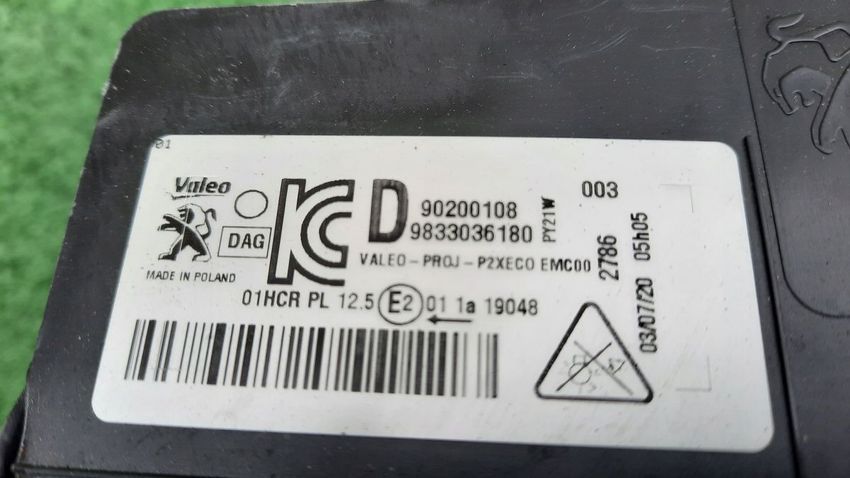 01
Valeo
DAG
MADE IN POLAND
KC
D
90200108
9833036180
PY21W
003
VALEO-PROJ-P2XECO EMC00
2786
03/07/20 05h05
01HCR PL 12.5 E2 01 1a 19048